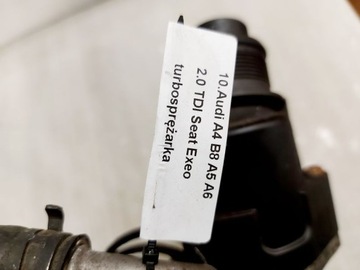 10.Audi A4 B8 A5 A6
2.0 TDI Seat Exeo
turbosprężarka